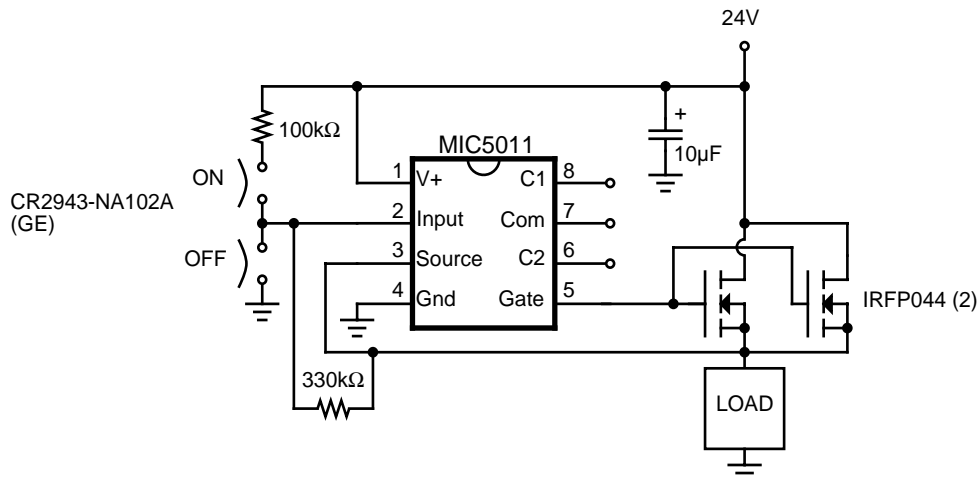 24V
+
100kΩ
10µF
MIC5011
ON
1 V+ C1 8
CR2943-NA102A
(GE)
2 Input Com 7
OFF
3 Source C2 6
4 Gnd Gate 5
IRFP044 (2)
330kΩ
LOAD